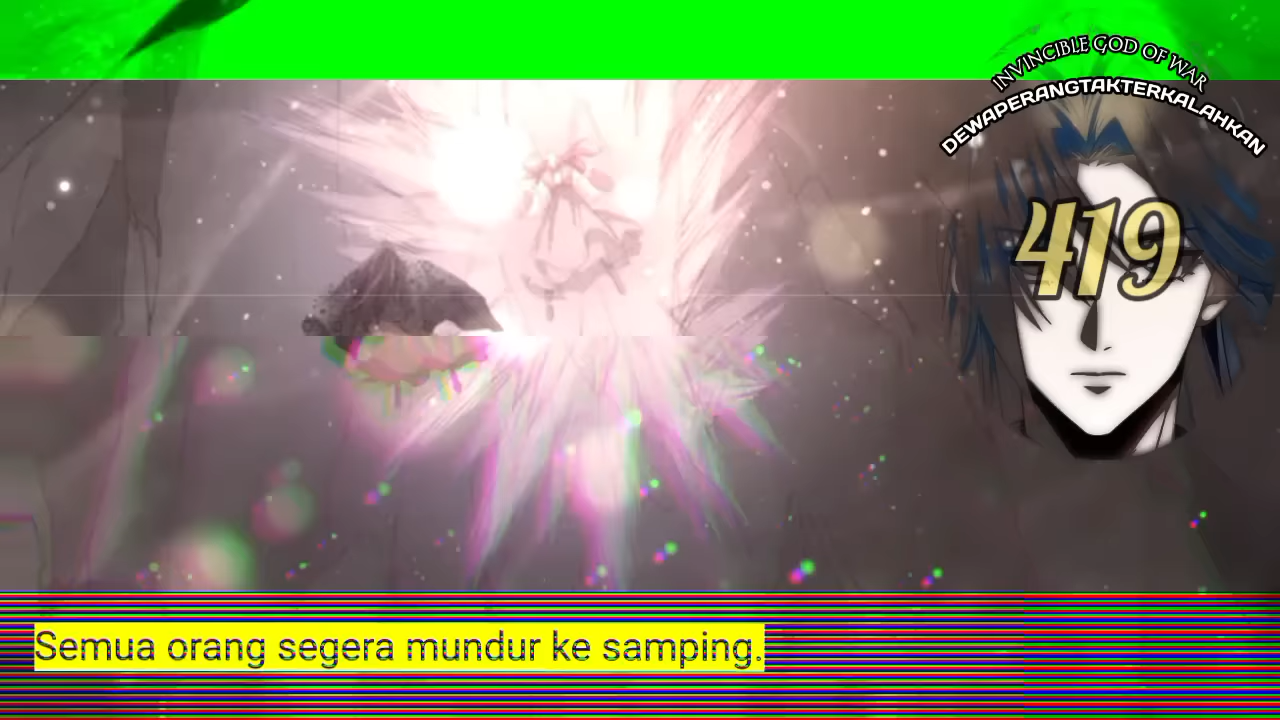 INVINCIBLE GOD OF WAR
DEWAPERANGTAKTERKALAHKAN
419
Semua orang segera mundur ke samping.